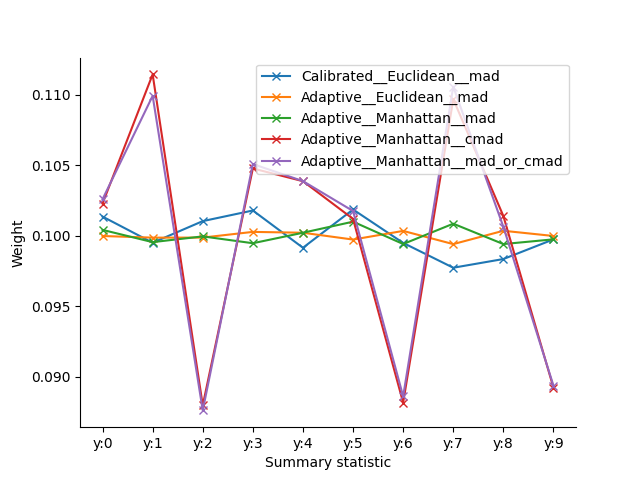 Calibrated__Euclidean__mad
Adaptive__Euclidean__mad
Adaptive__Manhattan__mad
Adaptive__Manhattan__cmad
Adaptive__Manhattan__mad_or_cmad
0.110
0.105
0.100
0.095
0.090
Weight
y:0 y:1 y:2 y:3 y:4 y:5 y:6 y:7 y:8 y:9
Summary statistic